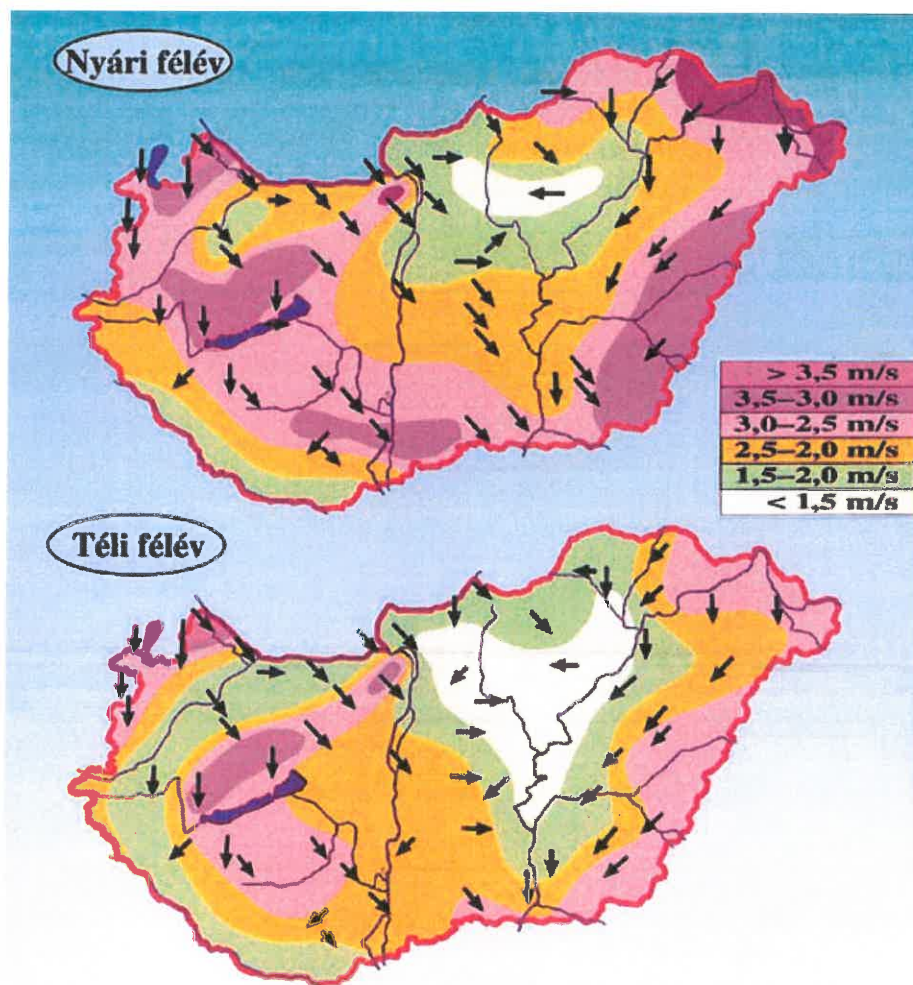 Nyári félév
> 3,5 m/s
3,5–3,0 m/s
3,0–2,5 m/s
2,5–2,0 m/s
1,5–2,0 m/s
< 1,5 m/s
Téli félév